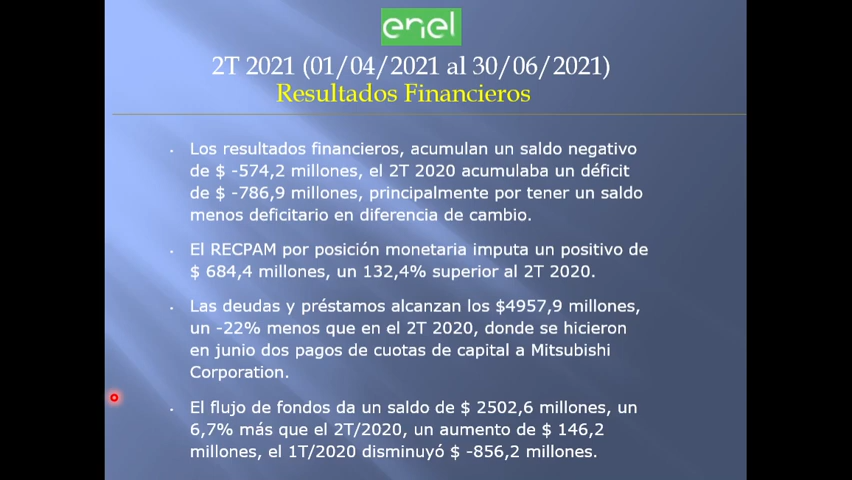 enel
2T 2021 (01/04/2021 al 30/06/2021)
Resultados Financieros
Los resultados financieros, acumulan un saldo negativo
de $ -574,2 millones, el 2T 2020 acumulaba un déficit
de $ -786,9 millones, principalmente por tener un saldo
menos deficitario en diferencia de cambio.
El RECPAM por posición monetaria imputa un positivo de
$ 684,4 millones, un 132,4% superior al 2T 2020.
Las deudas y préstamos alcanzan los $4957,9 millones,
un -22% menos que en el 2T 2020, donde se hicieron
en junio dos pagos de cuotas de capital a Mitsubishi
Corporation.
El flujo de fondos da un saldo de $ 2502,6 millones, un
6,7% más que el 2T/2020, un aumento de $ 146,2
millones, el 1T/2020 disminuyó $ -856,2 millones.